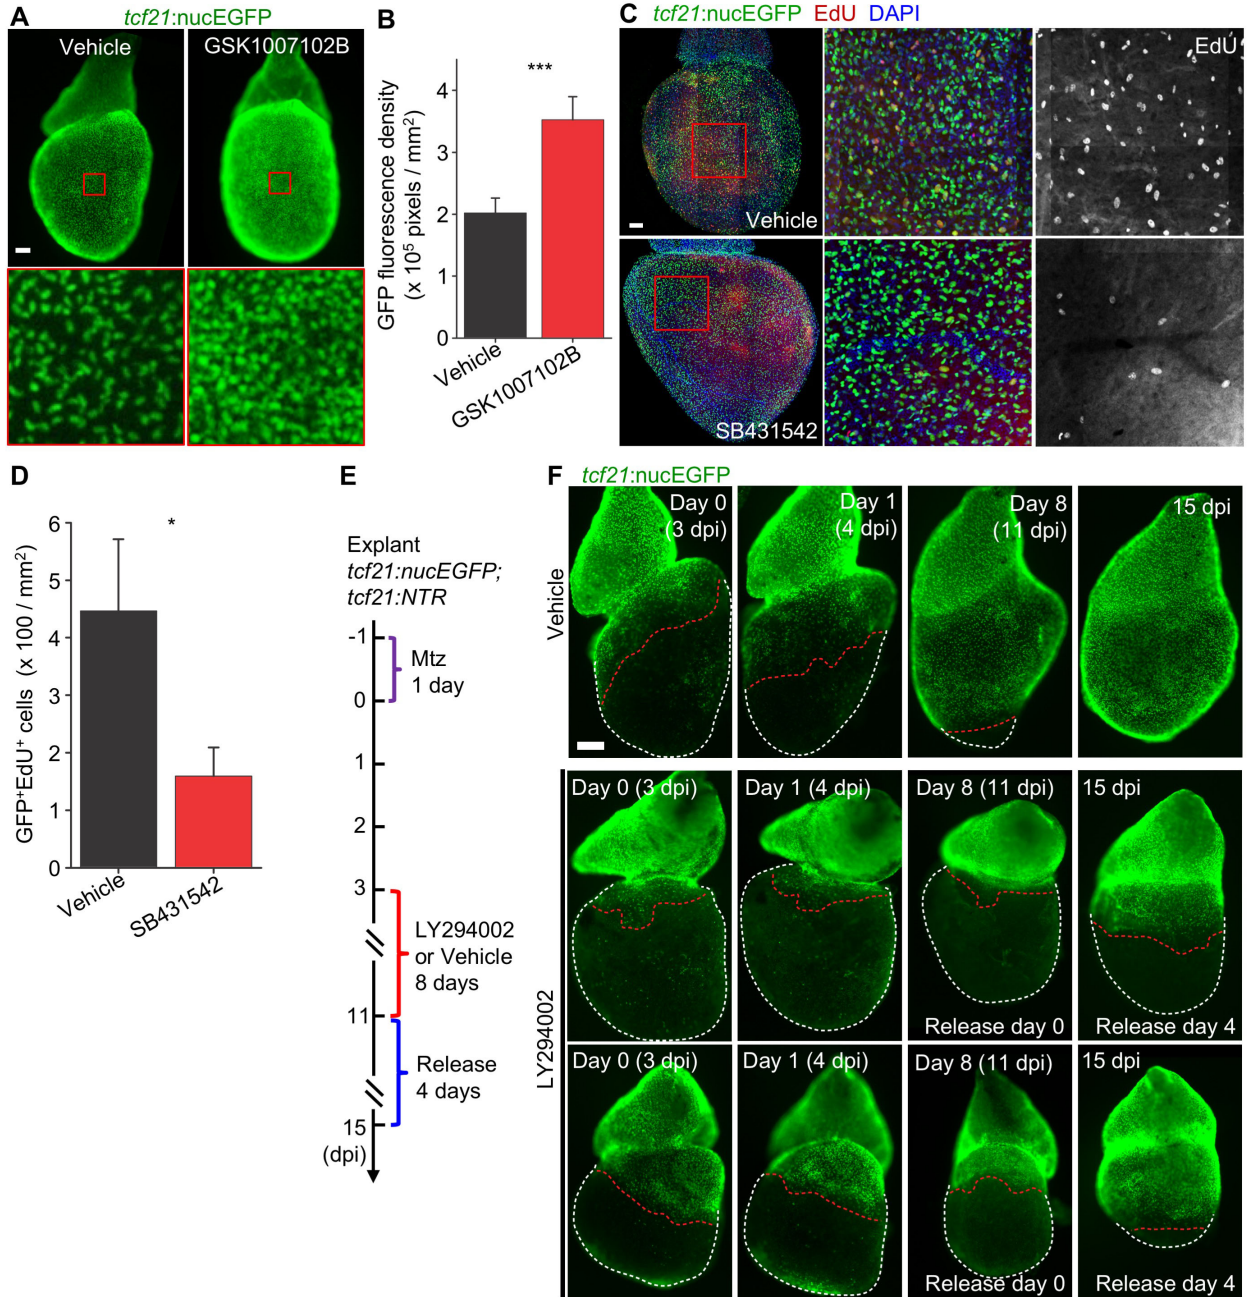 A
tcf21:nucEGFP
Vehicle
GSK1007102B
B
GFP fluorescence density
(x 10⁵ pixels / mm²)
***
4
3
2
1
0
Vehicle
GSK1007102B
C
tcf21:nucEGFP EdU DAPI
EdU
Vehicle
SB431542
D
GFP⁺EdU⁺ cells (x 100 / mm²)
*
6
5
4
3
2
1
0
Vehicle
SB431542
E
Explant
tcf21:nucEGFP;
tcf21:NTR
-1
Mtz
1 day
0
1
2
3
LY294002
or Vehicle
8 days
11
Release
4 days
15
(dpi)
F
tcf21:nucEGFP
Vehicle
Day 0
(3 dpi)
Day 1
(4 dpi)
Day 8
(11 dpi)
15 dpi
LY294002
Day 0 (3 dpi)
Day 1 (4 dpi)
Day 8 (11 dpi)
Release day 0
15 dpi
Release day 4
Day 0 (3 dpi)
Day 1 (4 dpi)
Day 8 (11 dpi)
Release day 0
15 dpi
Release day 4